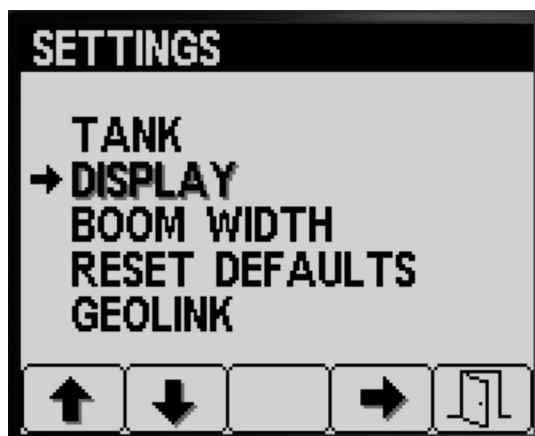 SETTINGS
TANK
DISPLAY
BOOM WIDTH
RESET DEFAULTS
GEOLINK